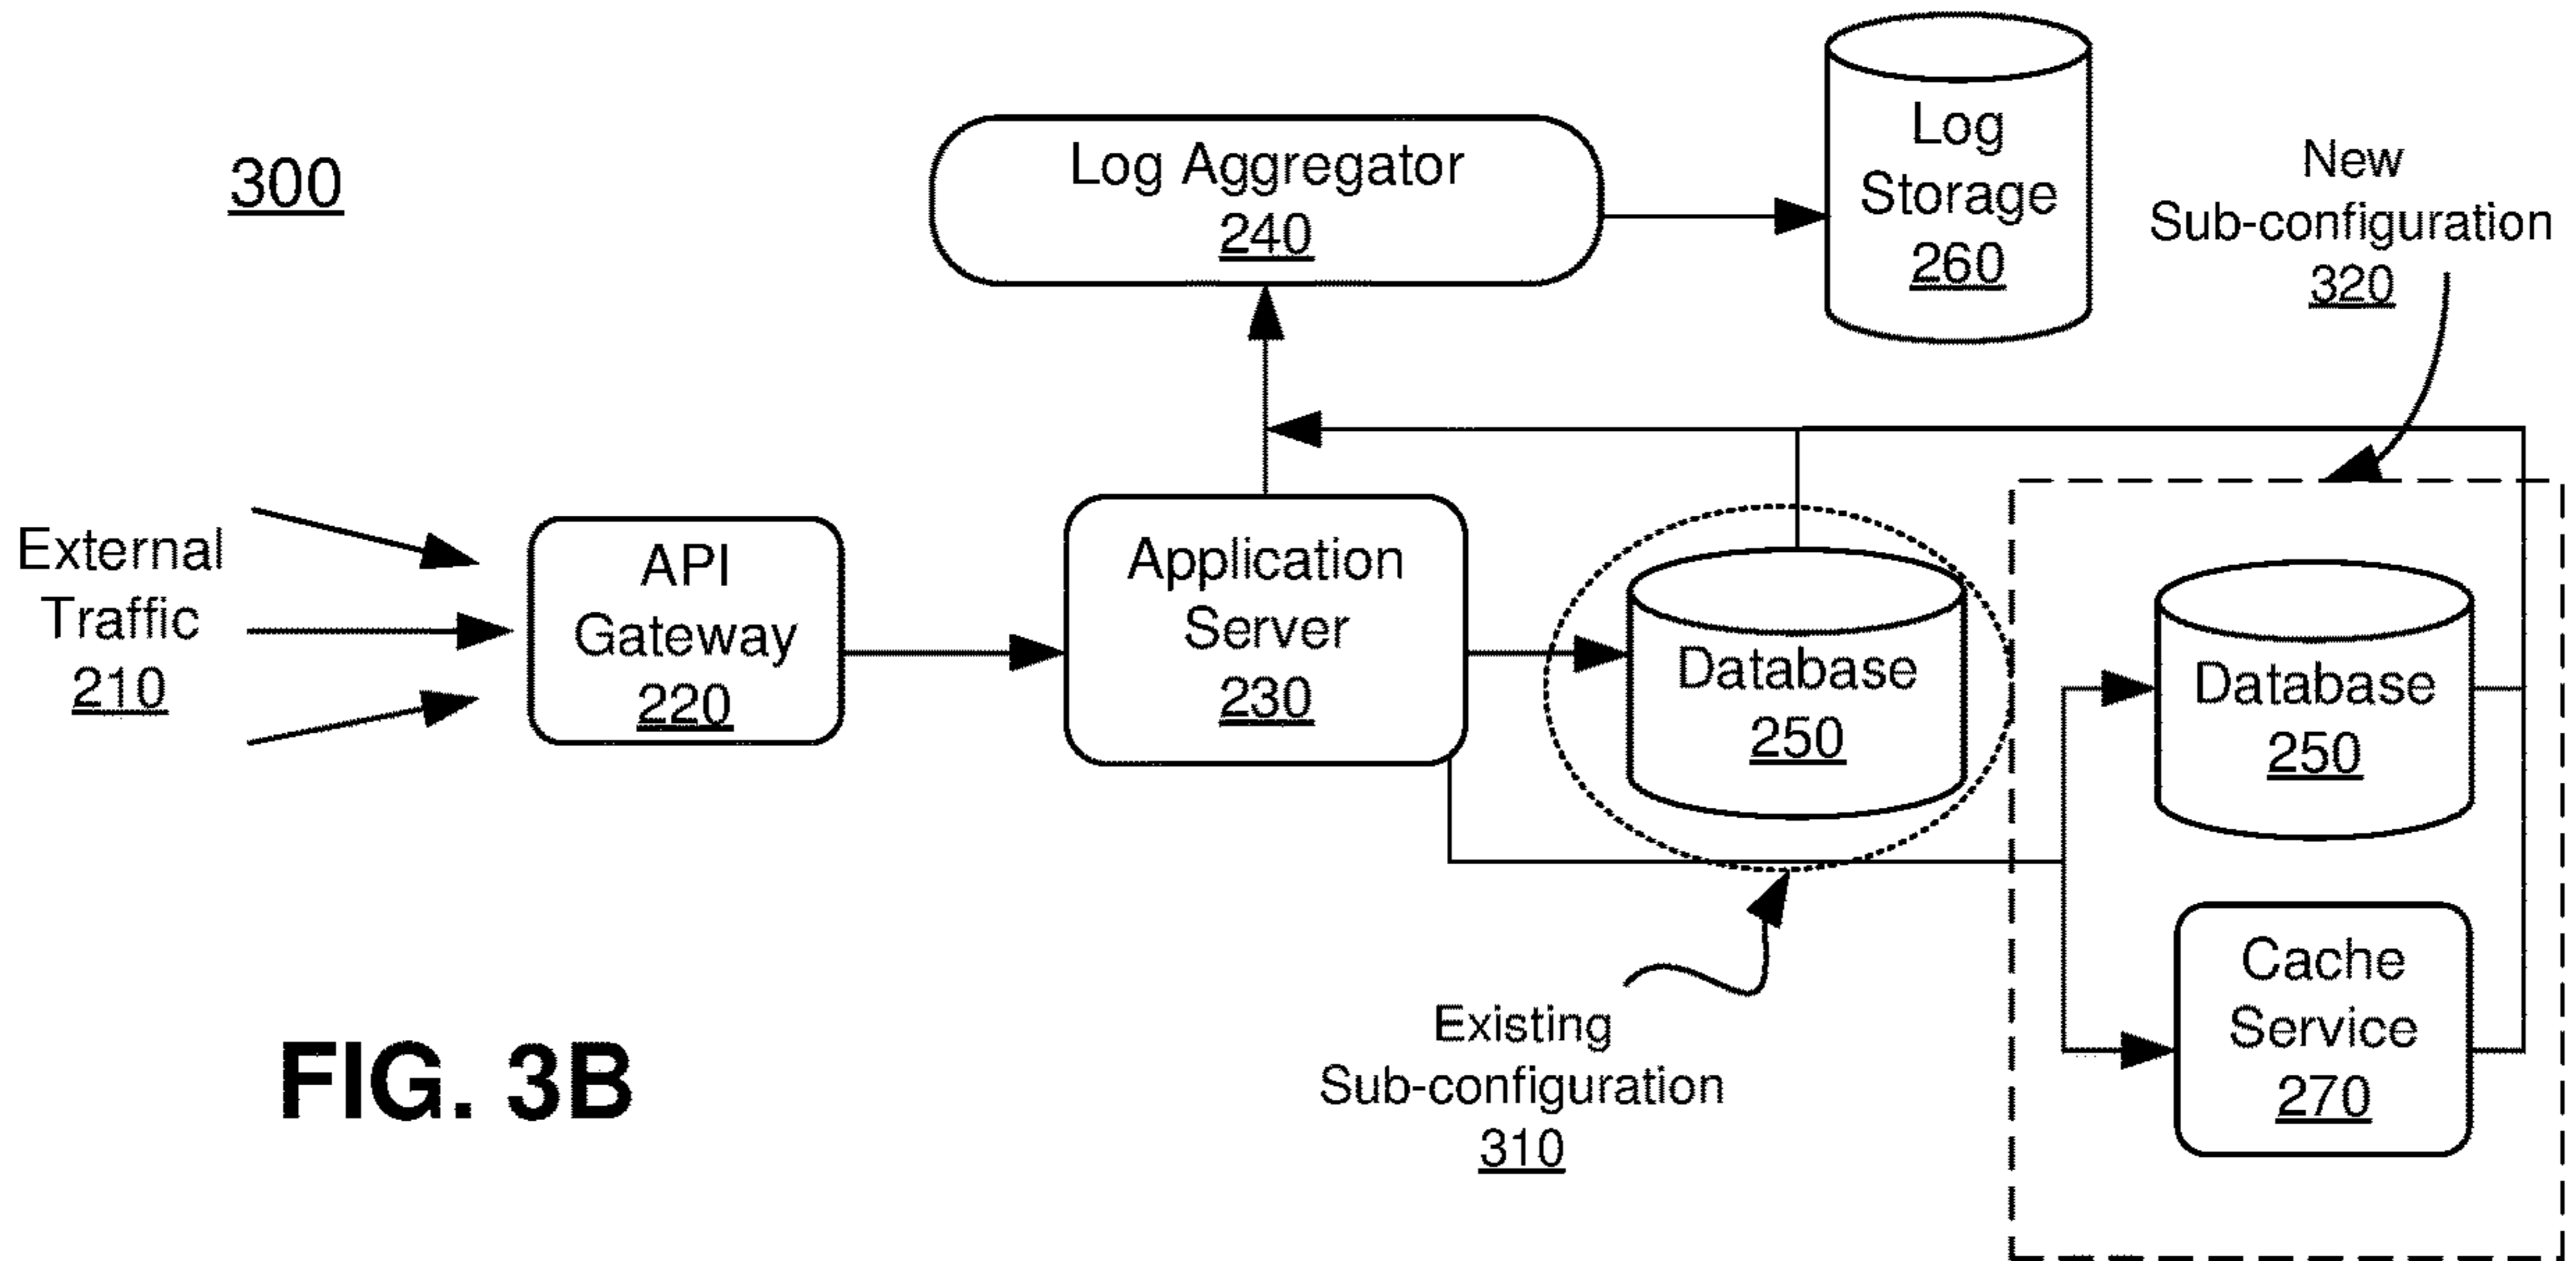 300
Log Aggregator
240
Log
Storage
260
New
Sub-configuration
320
External
Traffic
210
API
Gateway
220
Application
Server
230
Database
250
Database
250
Cache
Service
270
Existing
Sub-configuration
310
FIG. 3B